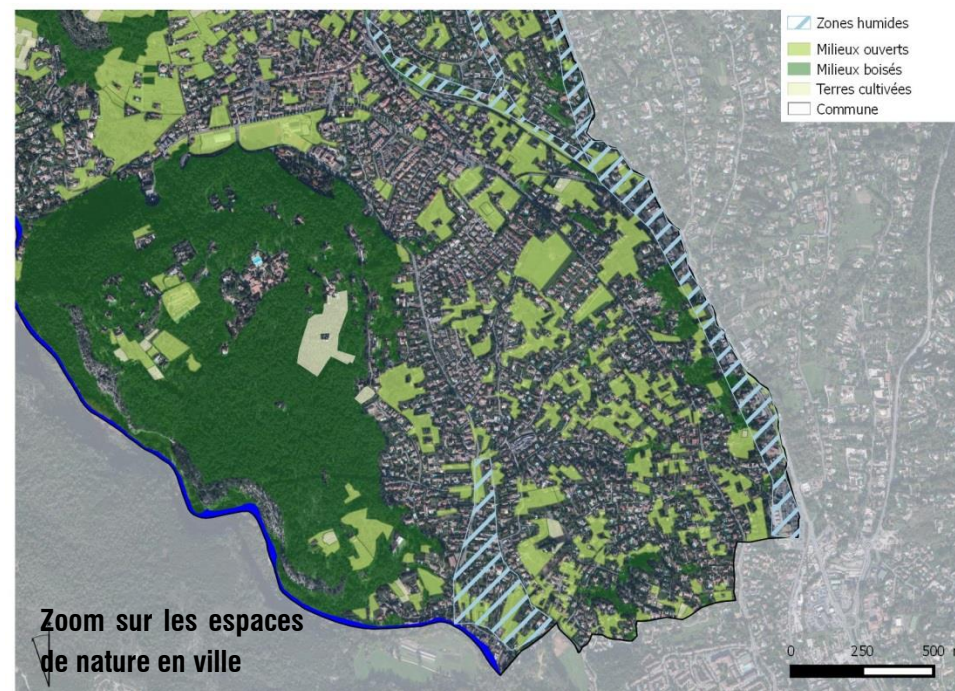 Zones humides
Milieux ouverts
Milieux boisés
Terres cultivées
Commune
Zoom sur les espaces
de nature en ville
0 250 500 m